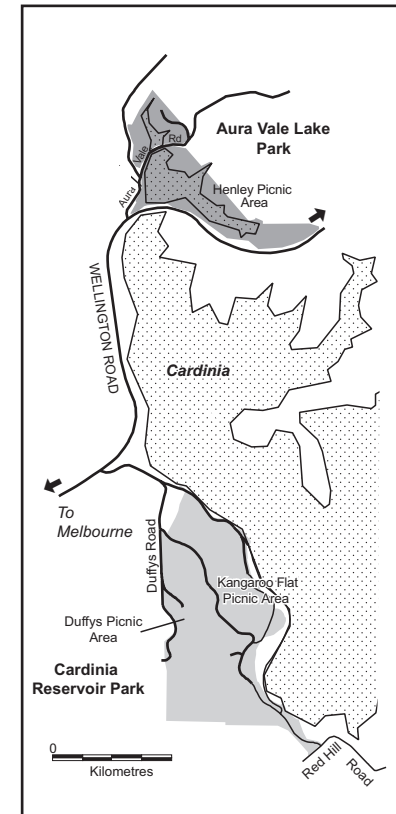 Aura Vale Lake
Park
Rd
Vale
Aura
Henley Picnic
Area
WELLINGTON ROAD
Cardinia
To
Melbourne
Duffys Road
Kangaroo Flat
Picnic Area
Duffys Picnic
Area
Cardinia
Reservoir Park
0
Kilometres
Red Hill
Road